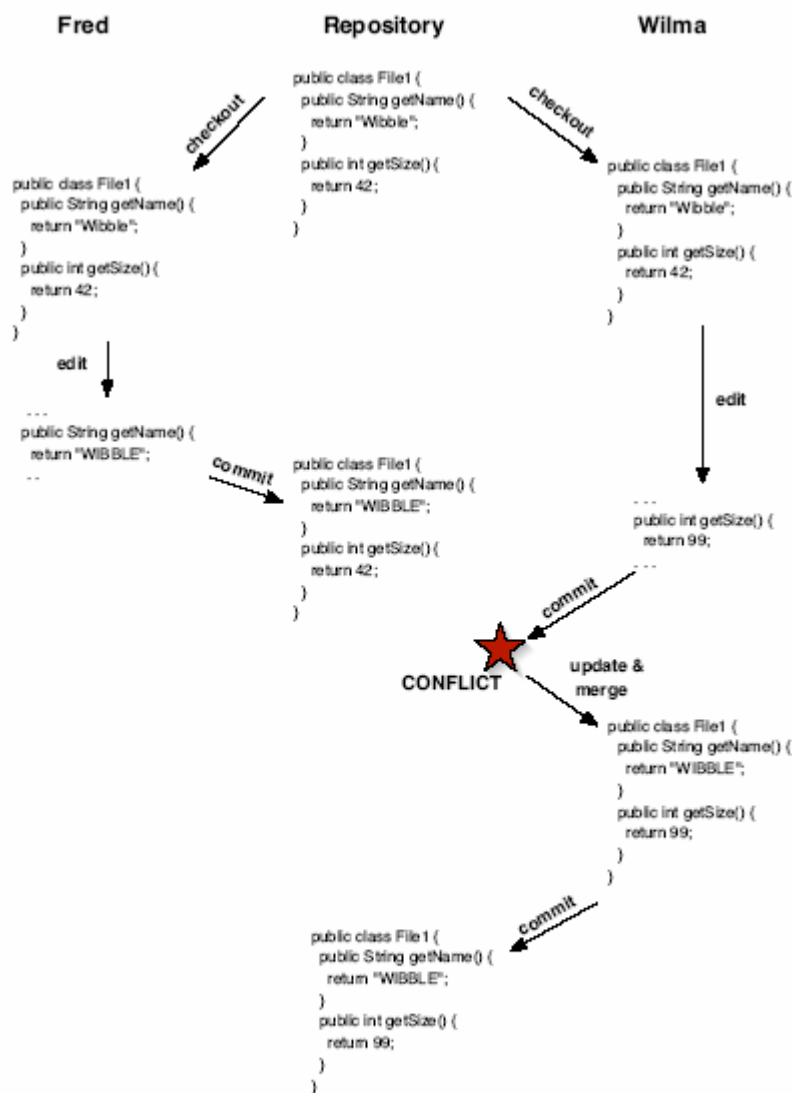 Fred
Repository
Wilma
public class File1 {
public String getName() {
return "Wibble";
}
public int getSize() {
return 42;
}
}
checkout
checkout
public class File1 {
public String getName() {
return "Wibble";
}
public int getSize() {
return 42;
}
}
public class File1 {
public String getName() {
return "Wibble";
}
public int getSize() {
return 42;
}
}
edit
edit
...
public String getName() {
return "WIBBLE";
..
commit
public class File1 {
public String getName() {
return "WIBBLE";
}
public int getSize() {
return 42;
}
}
...
public int getSize() {
return 99;
...
commit
CONFLICT
update &
merge
public class File1 {
public String getName() {
return "WIBBLE";
}
public int getSize() {
return 99;
}
}
commit
public class File1 {
public String getName() {
return "WIBBLE";
}
public int getSize() {
return 99;
}
}